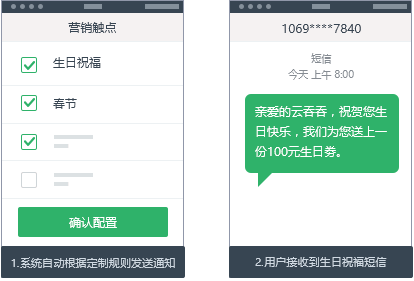 营销触点
生日祝福
春节
确认配置
1.系统自动根据定制规则发送通知
1069****7840
短信
今天 上午 8:00
亲爱的云吞吞，祝贺您生
日快乐，我们为您送上一
份100元生日券。
2.用户接收到生日祝福短信